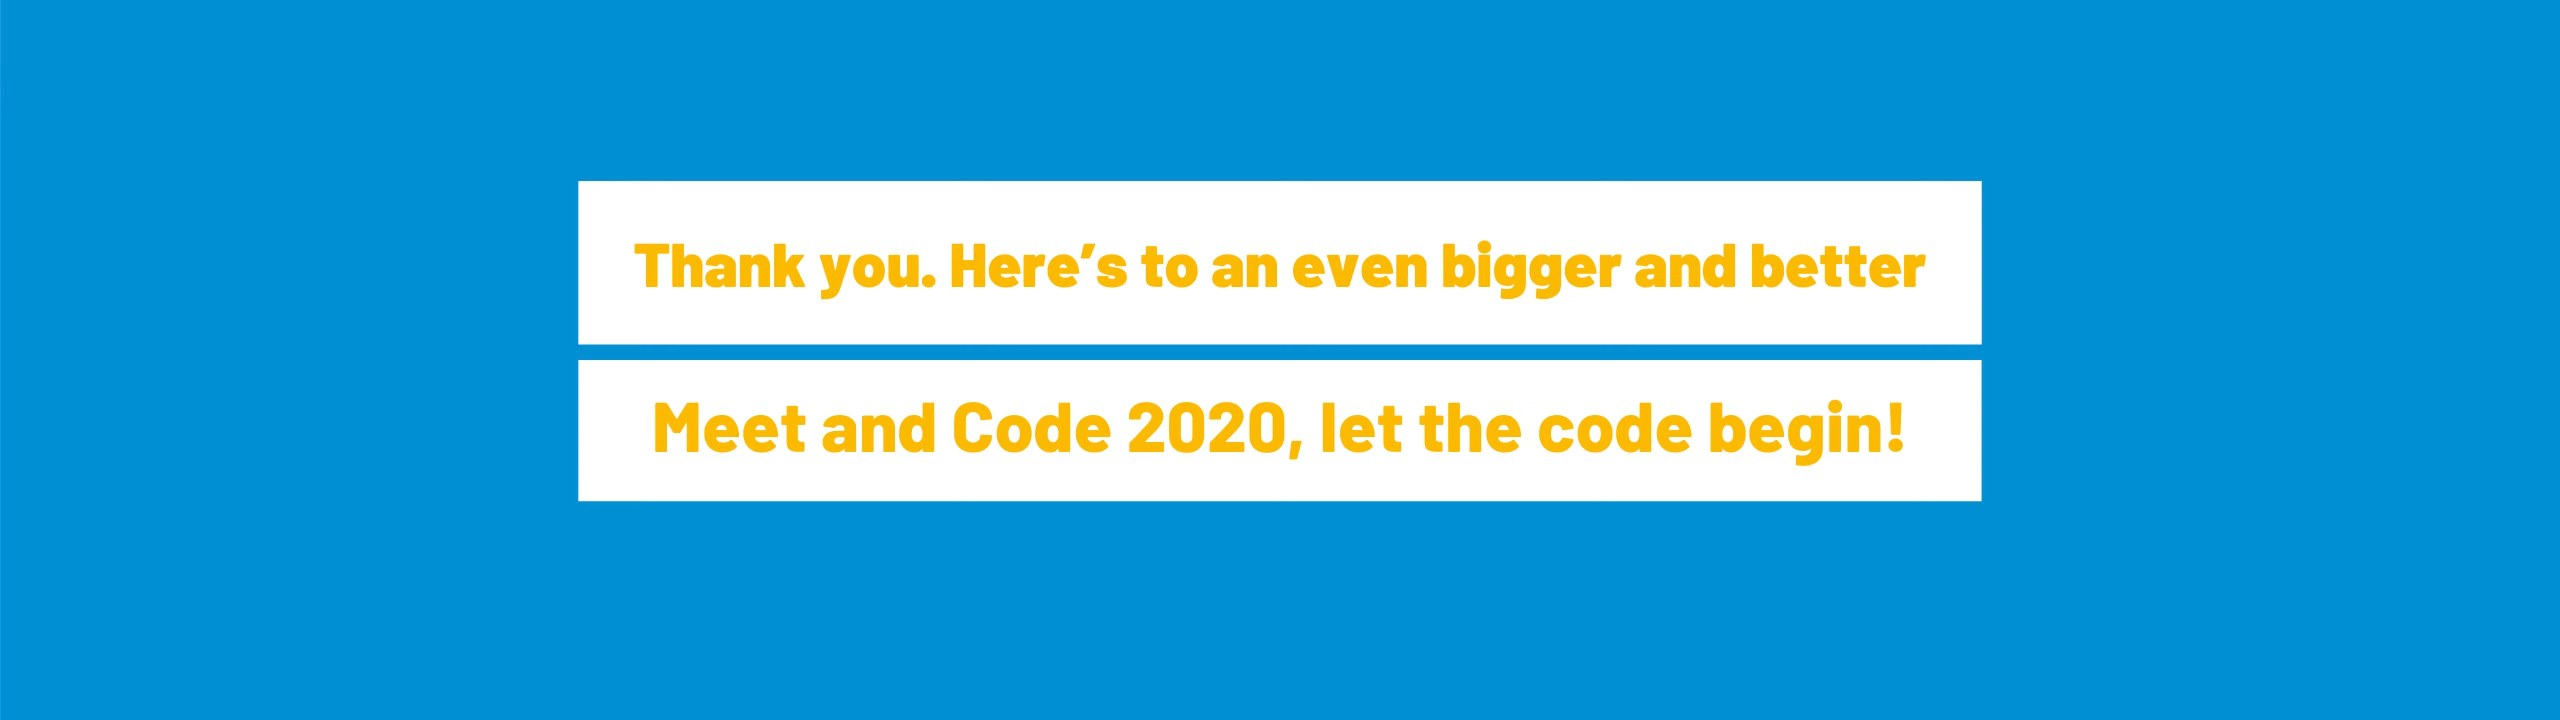 Thank you. Here’s to an even bigger and better
Meet and Code 2020, let the code begin!